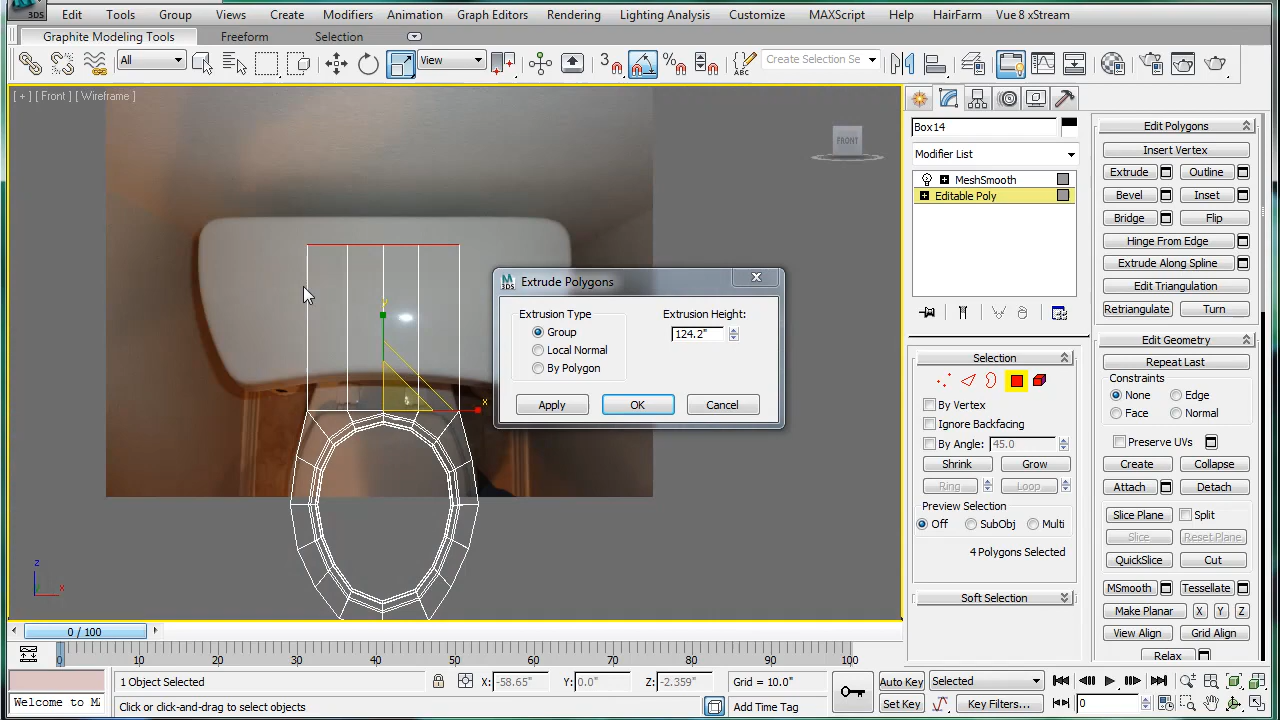 3DS Edit Tools Group Views Create Modifiers Animation Graph Editors Rendering Lighting Analysis Customize MAXScript Help HairFarm Vue 8 xStream
Graphite Modeling Tools Freeform Selection
All View 3 ABC Create Selection Se
[ + ] [ Front ] [ Wireframe ]
FRONT
Box14
Modifier List
MeshSmooth
Editable Poly
Edit Polygons
Insert Vertex
Extrude Outline
Bevel Inset
Bridge Flip
Hinge From Edge
Extrude Along Spline
Edit Triangulation
Retriangulate Turn
Extrude Polygons
Extrusion Type Extrusion Height:
Group 124.2"
Local Normal
By Polygon
Apply OK Cancel
y
x
z
x
Selection
By Vertex
Ignore Backfacing
By Angle: 45.0
Shrink Grow
Ring Loop
Preview Selection
Off SubObj Multi
4 Polygons Selected
Soft Selection
Edit Geometry
Repeat Last
Constraints
None Edge
Face Normal
Preserve UVs
Create Collapse
Attach Detach
Slice Plane Split
Slice Reset Plane
QuickSlice Cut
MSmooth Tessellate
Make Planar X Y Z
View Align Grid Align
Relax
0 / 100
0 10 20 30 40 50 60 70 80 90 100
1 Object Selected X: -58.65" Y: 0.0" Z: -2.359" Grid = 10.0" Auto Key Selected
Welcome to M Click or click-and-drag to select objects Add Time Tag Set Key Key Filters... 0